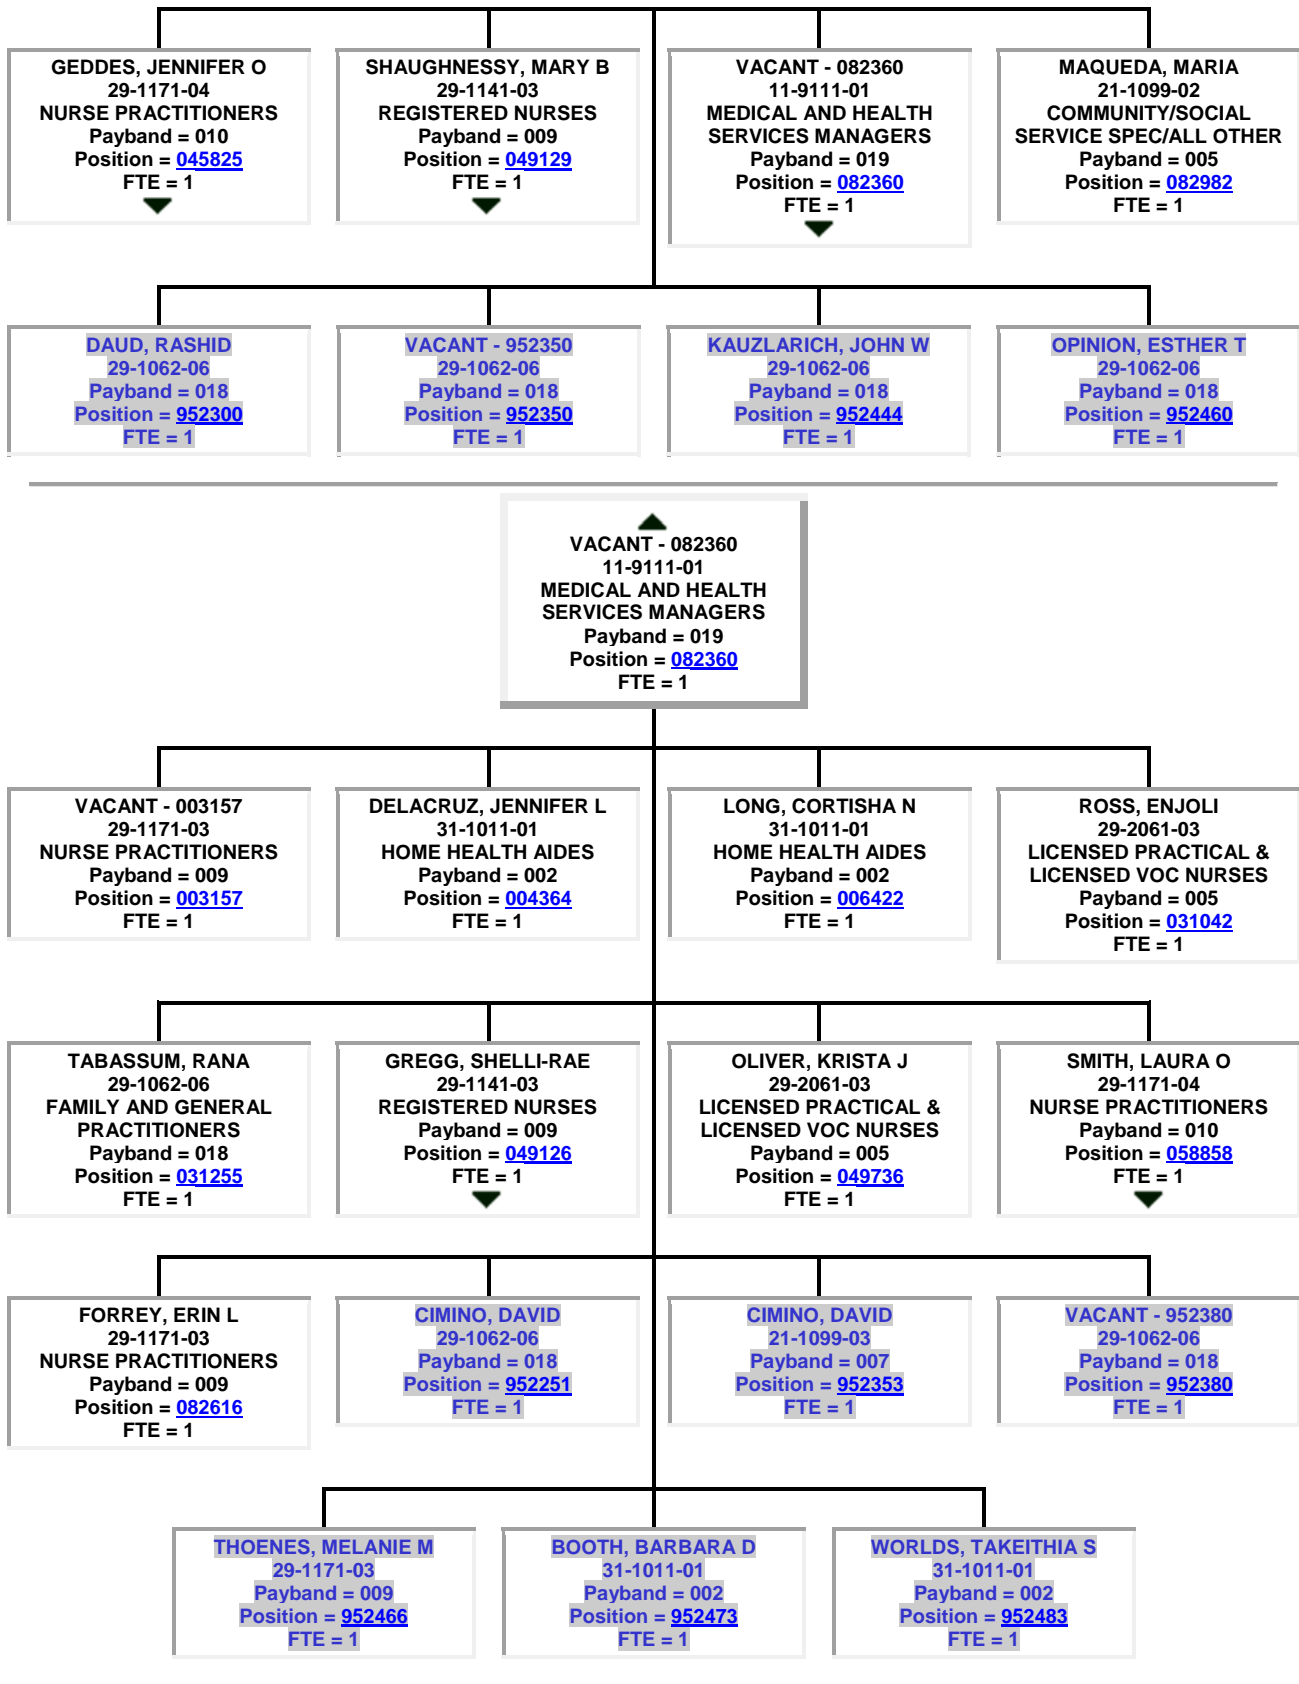 GEDDES, JENNIFER O
29-1171-04
NURSE PRACTITIONERS
Payband = 010
Position = 045825
FTE = 1
SHAUGHNESSY, MARY B
29-1141-03
REGISTERED NURSES
Payband = 009
Position = 049129
FTE = 1
VACANT - 082360
11-9111-01
MEDICAL AND HEALTH
SERVICES MANAGERS
Payband = 019
Position = 082360
FTE = 1
MAQUEDA, MARIA
21-1099-02
COMMUNITY/SOCIAL
SERVICE SPEC/ALL OTHER
Payband = 005
Position = 082982
FTE = 1
DAUD, RASHID
29-1062-06
Payband = 018
Position = 952300
FTE = 1
VACANT - 952350
29-1062-06
Payband = 018
Position = 952350
FTE = 1
KAUZLARICH, JOHN W
29-1062-06
Payband = 018
Position = 952444
FTE = 1
OPINION, ESTHER T
29-1062-06
Payband = 018
Position = 952460
FTE = 1
VACANT - 082360
11-9111-01
MEDICAL AND HEALTH
SERVICES MANAGERS
Payband = 019
Position = 082360
FTE = 1
VACANT - 003157
29-1171-03
NURSE PRACTITIONERS
Payband = 009
Position = 003157
FTE = 1
DELACRUZ, JENNIFER L
31-1011-01
HOME HEALTH AIDES
Payband = 002
Position = 004364
FTE = 1
LONG, CORTISHA N
31-1011-01
HOME HEALTH AIDES
Payband = 002
Position = 006422
FTE = 1
ROSS, ENJOLI
29-2061-03
LICENSED PRACTICAL &
LICENSED VOC NURSES
Payband = 005
Position = 031042
FTE = 1
TABASSUM, RANA
29-1062-06
FAMILY AND GENERAL
PRACTITIONERS
Payband = 018
Position = 031255
FTE = 1
GREGG, SHELLI-RAE
29-1141-03
REGISTERED NURSES
Payband = 009
Position = 049126
FTE = 1
OLIVER, KRISTA J
29-2061-03
LICENSED PRACTICAL &
LICENSED VOC NURSES
Payband = 005
Position = 049736
FTE = 1
SMITH, LAURA O
29-1171-04
NURSE PRACTITIONERS
Payband = 010
Position = 058858
FTE = 1
FORREY, ERIN L
29-1171-03
NURSE PRACTITIONERS
Payband = 009
Position = 082616
FTE = 1
CIMINO, DAVID
29-1062-06
Payband = 018
Position = 952251
FTE = 1
CIMINO, DAVID
21-1099-03
Payband = 007
Position = 952353
FTE = 1
VACANT - 952380
29-1062-06
Payband = 018
Position = 952380
FTE = 1
THOENES, MELANIE M
29-1171-03
Payband = 009
Position = 952466
FTE = 1
BOOTH, BARBARA D
31-1011-01
Payband = 002
Position = 952473
FTE = 1
WORLDS, TAKEITHIA S
31-1011-01
Payband = 002
Position = 952483
FTE = 1